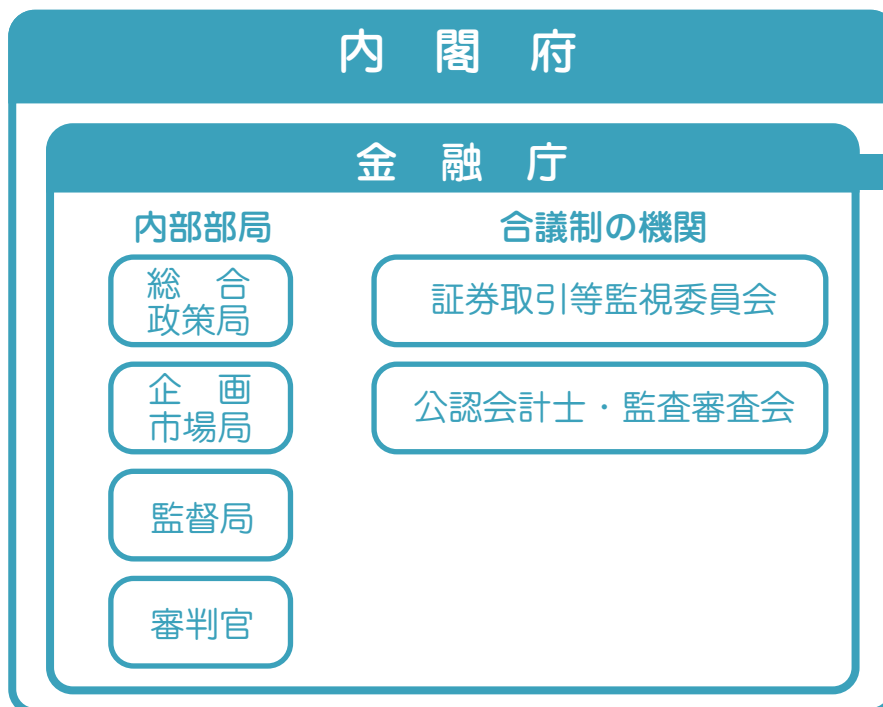 内　閣　府
金　融　庁
内部部局
総　合
政策局
企　画
市場局
監督局
審判官
合議制の機関
証券取引等監視委員会
公認会計士・監査審査会